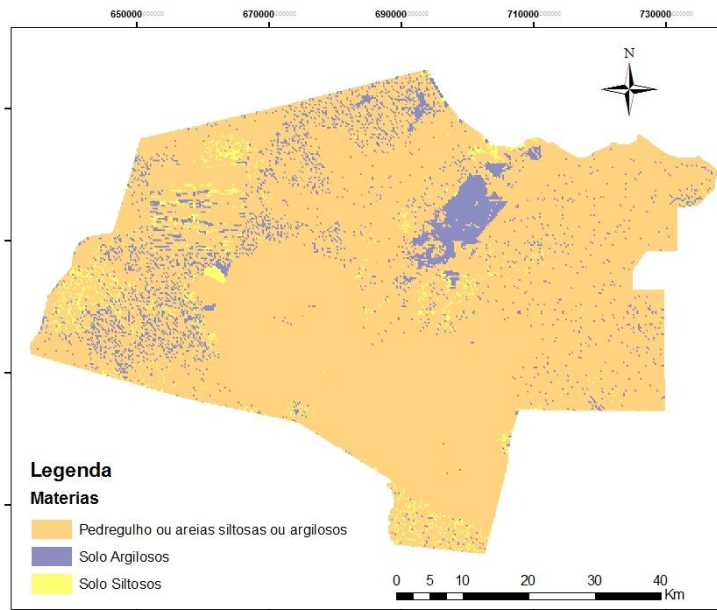 650000 670000 690000 710000 730000
N
Legenda
Materias
Pedregulho ou areias siltosas ou argilosos
Solo Argilosos
Solo Siltosos
0 5 10 20 30 40
Km